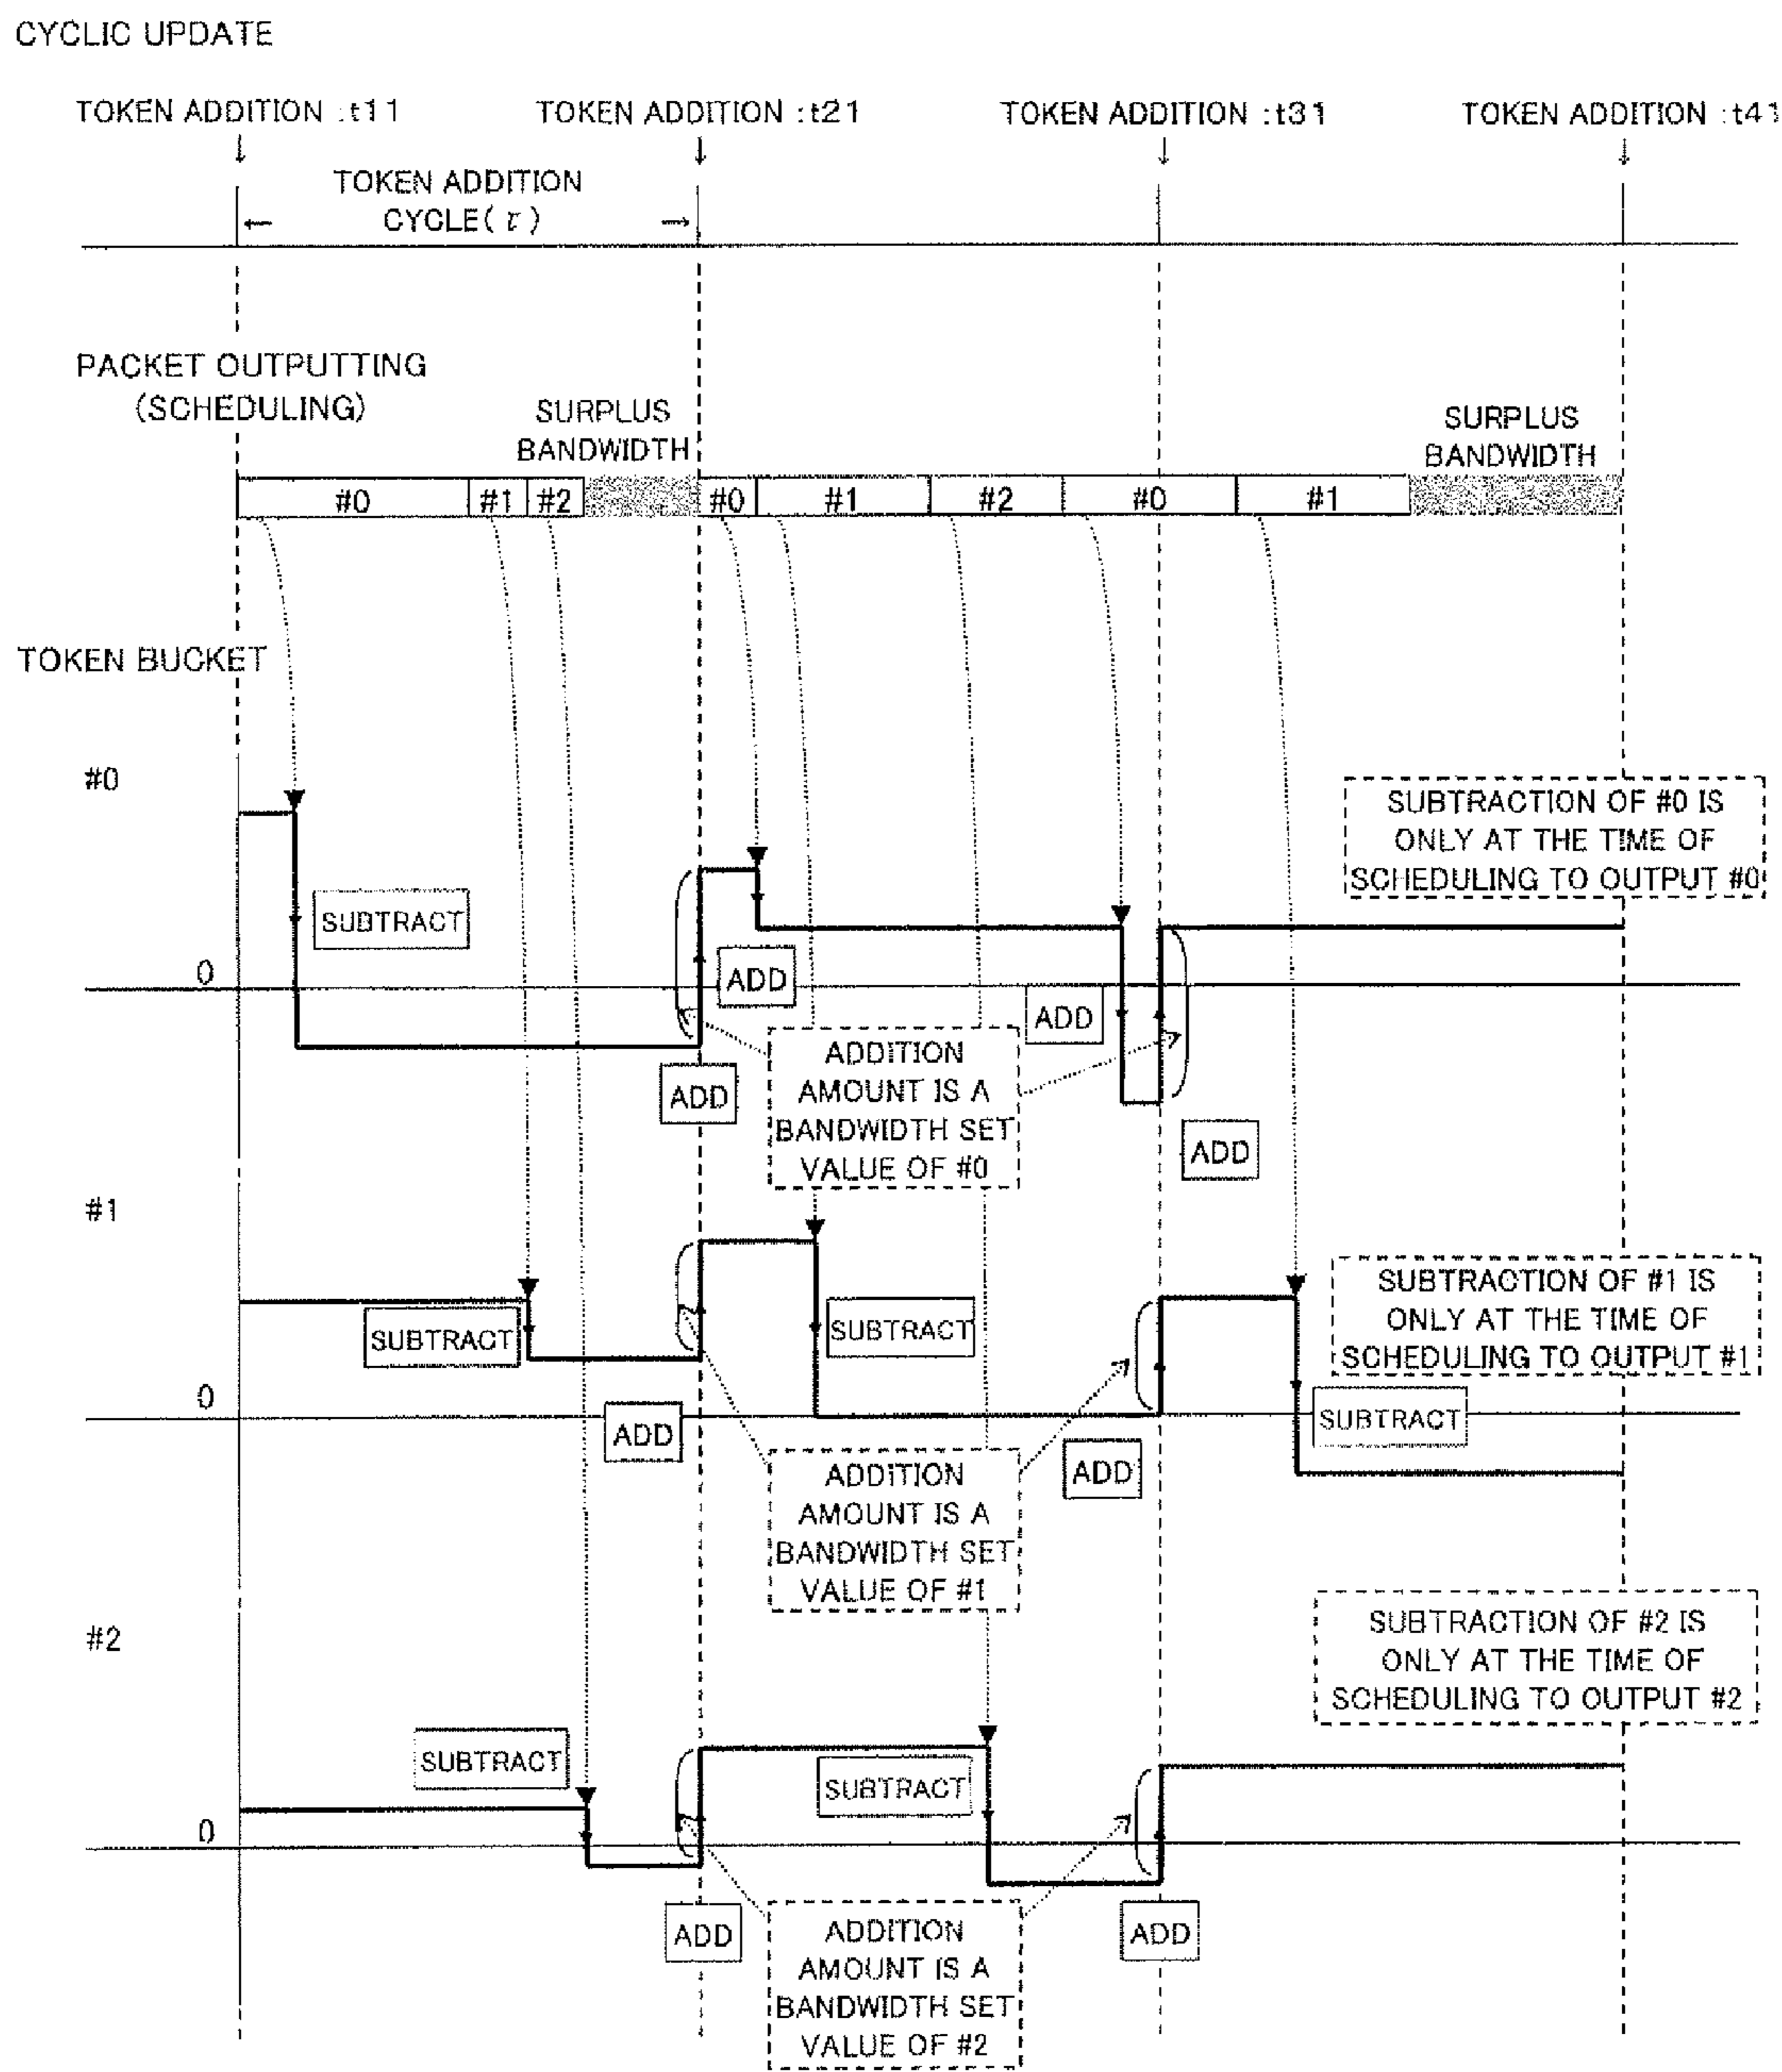 CYCLIC UPDATE
TOKEN ADDITION :t11
TOKEN ADDITION :t21
TOKEN ADDITION :t31
TOKEN ADDITION :t41
TOKEN ADDITION
CYCLE( τ )
PACKET OUTPUTTING
(SCHEDULING)
SURPLUS
BANDWIDTH
SURPLUS
BANDWIDTH
#0
#1
#2
#0
#1
#2
#0
#1
TOKEN BUCKET
#0
SUBTRACTION OF #0 IS
ONLY AT THE TIME OF
SCHEDULING TO OUTPUT #0
SUBTRACT
0
ADD
ADD
ADD
ADDITION
AMOUNT IS A
BANDWIDTH SET
VALUE OF #0
ADD
#1
SUBTRACTION OF #1 IS
ONLY AT THE TIME OF
SCHEDULING TO OUTPUT #1
SUBTRACT
SUBTRACT
0
ADD
SUBTRACT
ADD
ADDITION
AMOUNT IS A
BANDWIDTH SET
VALUE OF #1
#2
SUBTRACTION OF #2 IS
ONLY AT THE TIME OF
SCHEDULING TO OUTPUT #2
SUBTRACT
SUBTRACT
0
ADD
ADD
ADDITION
AMOUNT IS A
BANDWIDTH SET
VALUE OF #2